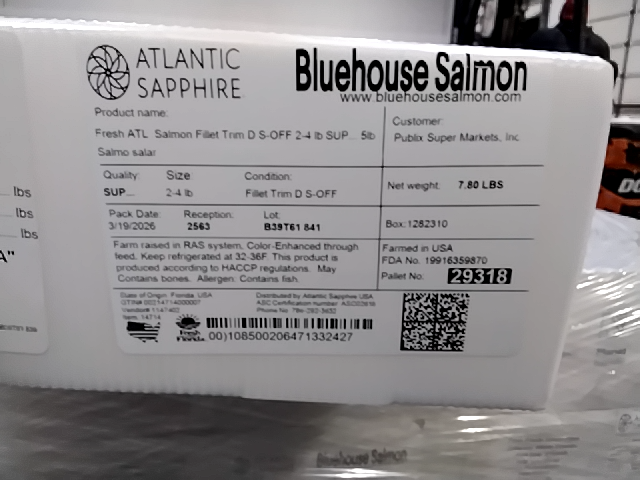 ATLANTIC
SAPPHIRE
Bluehouse Salmon
www.bluehousesalmon.com
Product name:
Fresh ATL Salmon Fillet Trim D S-OFF 2-4 lb SUP... 5lb
Salmo salar
Customer:
Publix Super Markets, Inc
Quality: Size Condition:
SUP... 2-4 lb Fillet Trim D S-OFF
Net weight: 7.80 LBS
Pack Date: Reception: Lot:
3/19/2026 2563 B39T61 841
Box: 1282310
Farm raised in RAS system, Color-Enhanced through
feed. Keep refrigerated at 32-36F. This product is
produced according to HACCP regulations. May
Contains bones. Allergen: Contains fish.
Farmed in USA
FDA No. 19916359870
Pallet No: 29318
State of Origin: Florida, USA
Distributed by Atlantic Sapphire USA
Item: 14714
Fresh
Florida
00)108500206471332427
lbs
lbs
lbs
A"
Bluehouse Salmon